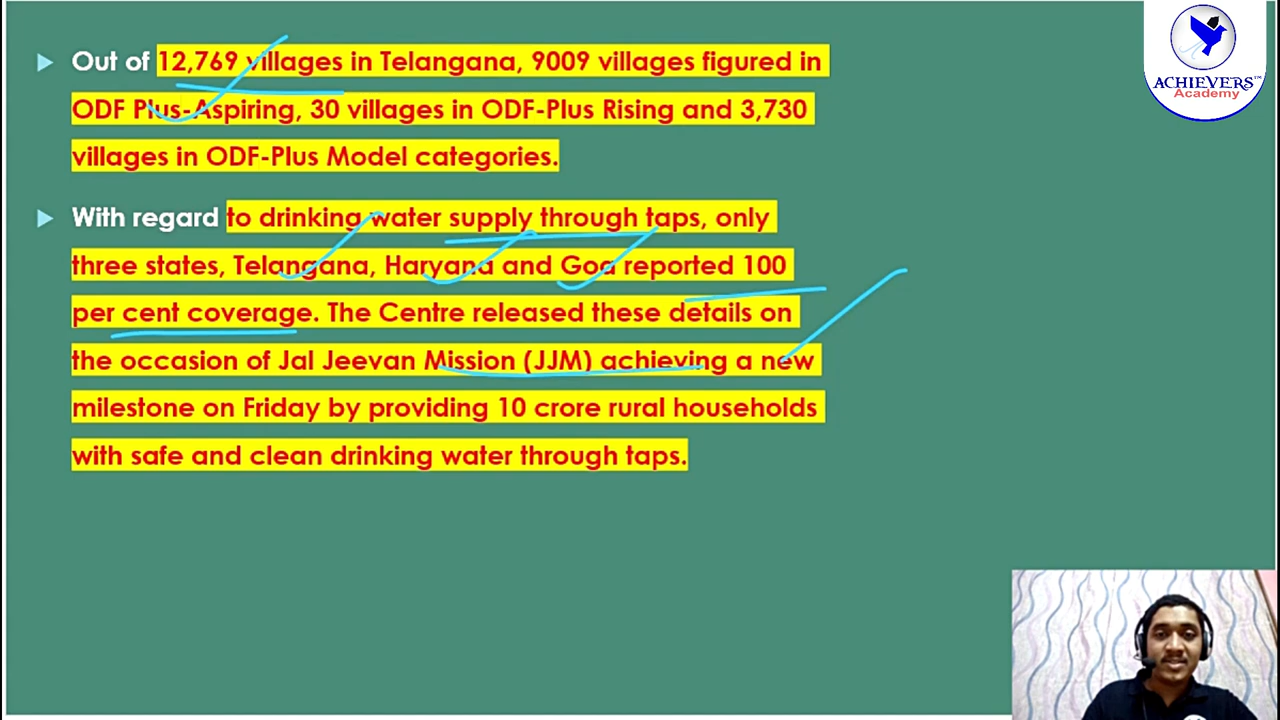 Out of 12,769 villages in Telangana, 9009 villages figured in
ODF Plus-Aspiring, 30 villages in ODF-Plus Rising and 3,730
villages in ODF-Plus Model categories.
With regard to drinking water supply through taps, only
three states, Telangana, Haryana and Goa reported 100
per cent coverage. The Centre released these details on
the occasion of Jal Jeevan Mission (JJM) achieving a new
milestone on Friday by providing 10 crore rural households
with safe and clean drinking water through taps.
ACHIEVERS™
Academy